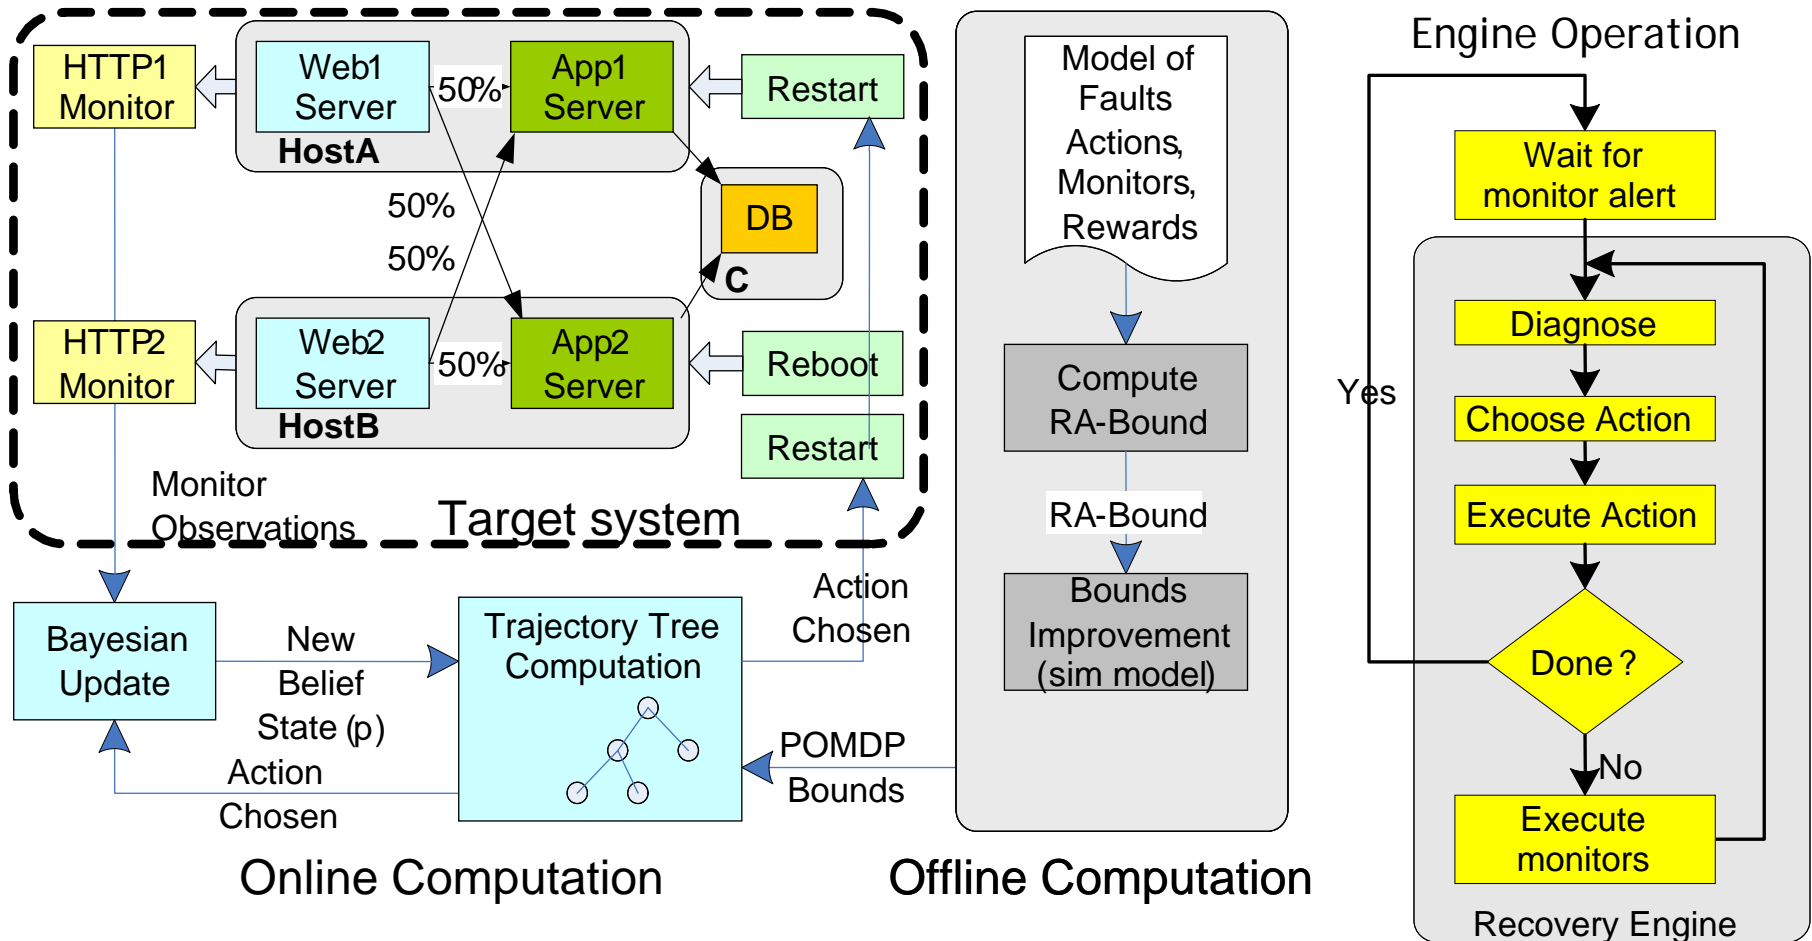 HTTP1
Monitor
Web1
Server
HostA
50%
App1
Server
Restart
50%
50%
DB
C
HTTP2
Monitor
Web2
Server
HostB
50%
App2
Server
Reboot
Restart
Monitor
Observations
Target system
Bayesian
Update
New
Belief
State (p)
Action
Chosen
Trajectory Tree
Computation
Action
Chosen
POMDP
Bounds
Online Computation
Model of
Faults
Actions,
Monitors,
Rewards
Compute
RA-Bound
RA-Bound
Bounds
Improvement
(sim model)
Offline Computation
Engine Operation
Wait for
monitor alert
Diagnose
Yes
Choose Action
Execute Action
Done ?
No
Execute
monitors
Recovery Engine